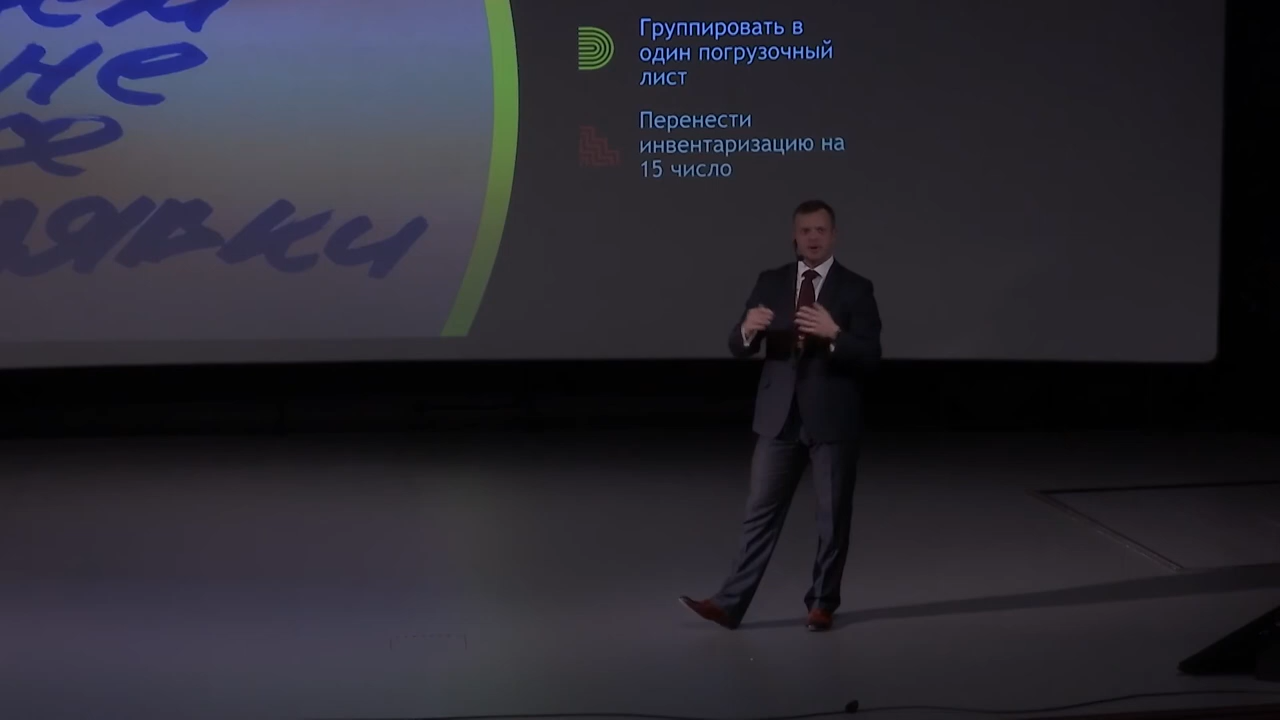 не
Группировать в
один погрузочный
лист
Перенести
инвентаризацию на
15 число